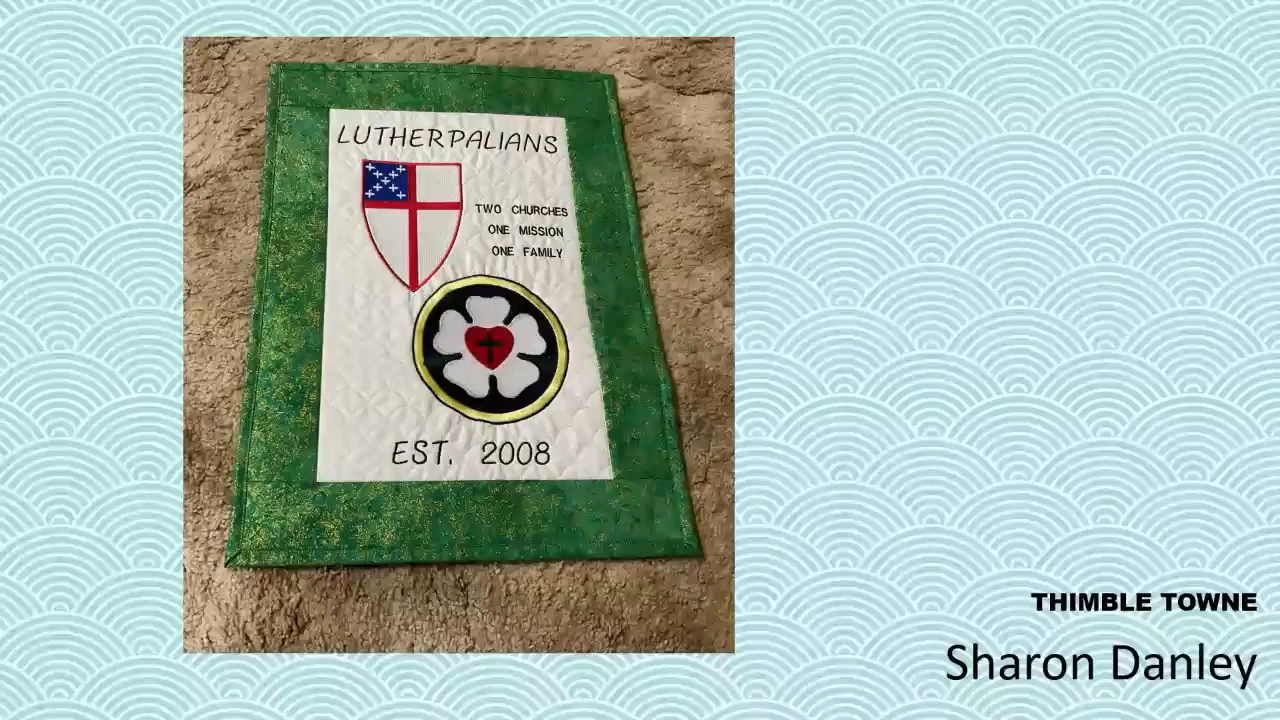 LUTHERPALIANS
TWO CHURCHES
ONE MISSION
ONE FAMILY
EST. 2008
THIMBLE TOWNE
Sharon Danley